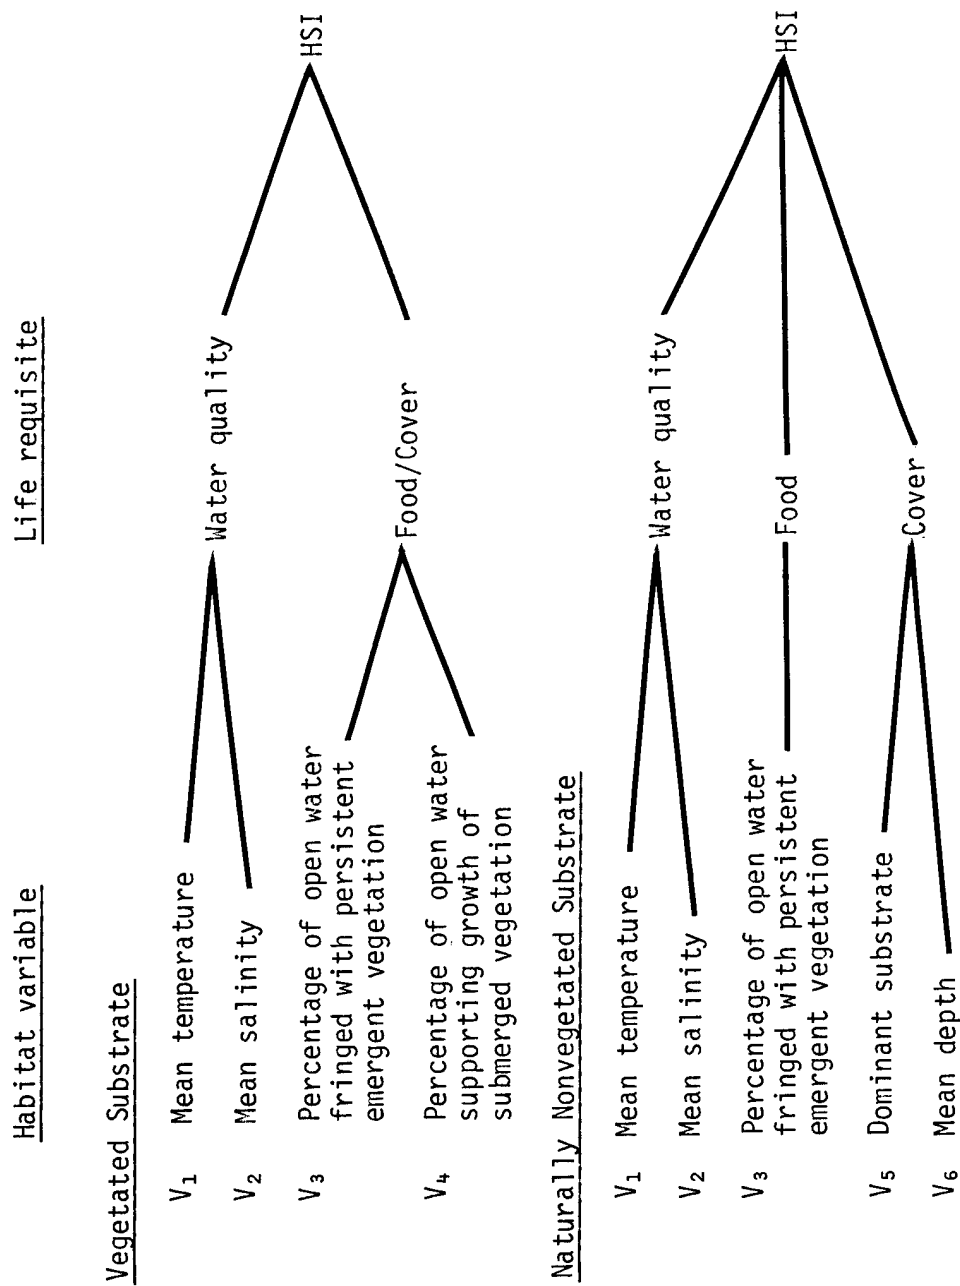 Habitat variable
Life requisite
Vegetated Substrate
V1 Mean temperature
V2 Mean salinity
Water quality
V3 Percentage of open water
fringed with persistent
emergent vegetation
V4 Percentage of open water
supporting growth of
submerged vegetation
Food/Cover
HSI
Naturally Nonvegetated Substrate
V1 Mean temperature
V2 Mean salinity
Water quality
V3 Percentage of open water
fringed with persistent
emergent vegetation
Food
V5 Dominant substrate
V6 Mean depth
Cover
HSI